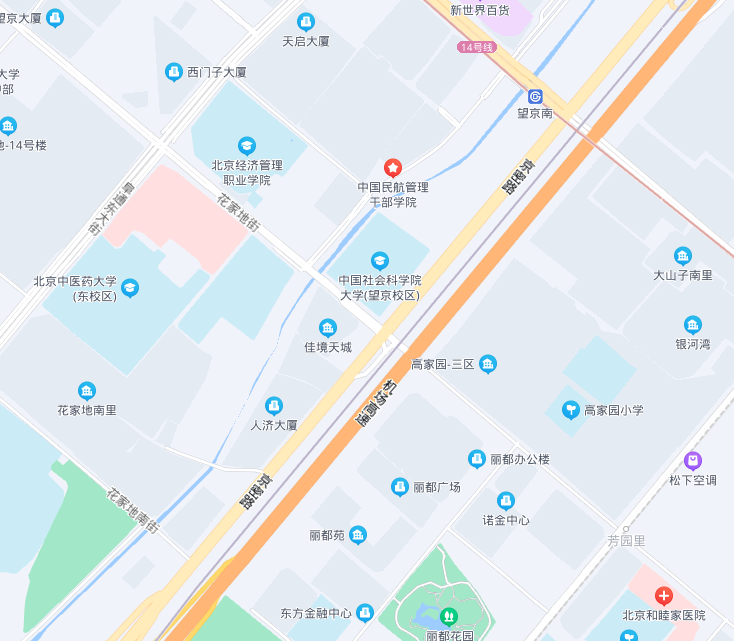 新世界百货
望京大厦
天启大厦
14号线
西门子大厦
大学
望京南
地-14号楼
北京经济管理
职业学院
京密路
中国民航管理
干部学院
阜通东大街
花家地街
大山子南里
北京中医药大学
(东校区)
中国社会科学院
大学(望京校区)
佳境天城
银河湾
高家园-三区
机场高速
花家地南里
高家园小学
人济大厦
丽都办公楼
松下空调
京密路
丽都广场
花家地南街
诺金中心
丽都苑
芳园里
东方金融中心
北京和睦家医院
丽都花园